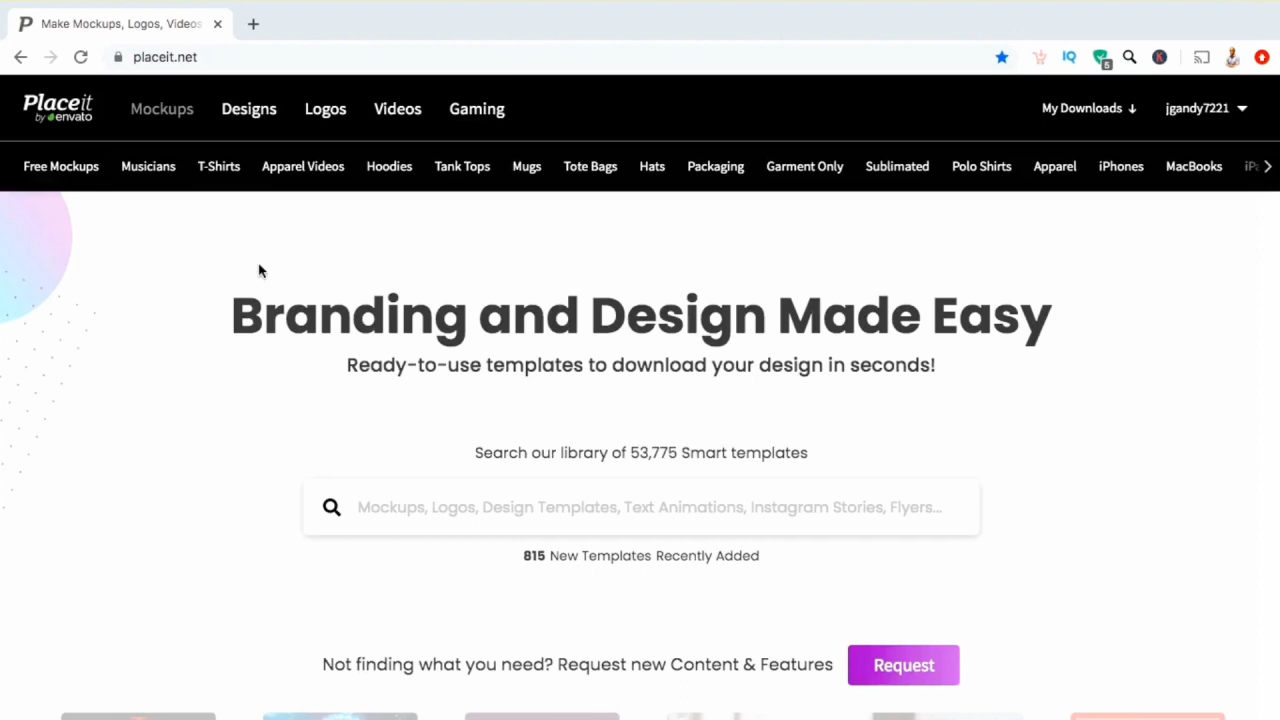 Make Mockups, Logos, Videos
placeit.net
5
IQ
K
Placeit
by envato
Mockups
Designs
Logos
Videos
Gaming
My Downloads
jgandy7221
Free Mockups
Musicians
T-Shirts
Apparel Videos
Hoodies
Tank Tops
Mugs
Tote Bags
Hats
Packaging
Garment Only
Sublimated
Polo Shirts
Apparel
iPhones
MacBooks
Branding and Design Made Easy
Ready-to-use templates to download your design in seconds!
Search our library of 53,775 Smart templates
Mockups, Logos, Design Templates, Text Animations, Instagram Stories, Flyers...
815 New Templates Recently Added
Not finding what you need? Request new Content & Features
Request